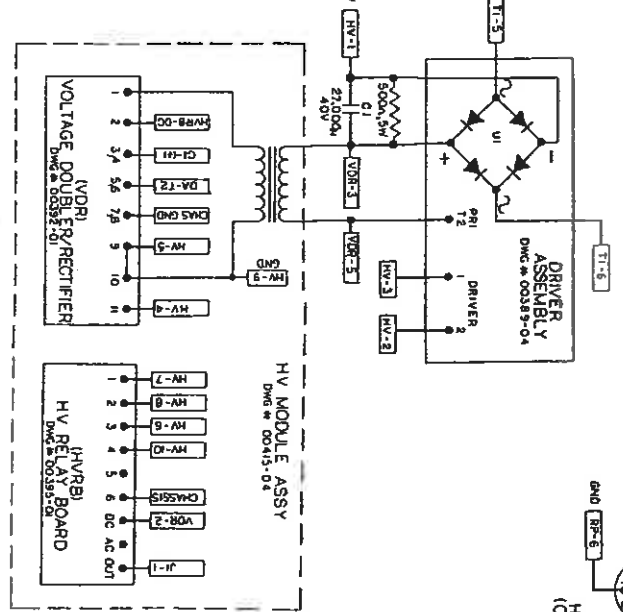 HV-1
T1-5
500n,5W
C1
27,000u
40V
U1
+
-
T1-6
DRIVER
ASSEMBLY
DWG # 00389-04
PRI
T2
DRIVER
1
2
VDR-3
VDR-5
HV-3
HV-2
HV MODULE ASSY
DWG # 00415-04
HV-9
GND
1
2
3,4
5,6
7,8
9
10
11
HVRB-DC
C1-(+)
DA-T2
CHAS GND
HV-5
HV-4
(VDR)
VOLTAGE DOUBLER/RECTIFIER
DWG # 00392-01
1
2
3
4
5
6
DC
AC
OUT
HV-7
HV-8
HV-6
HV-10
CHASSIS
VDR-2
J1-1
(HVRB)
HV RELAY BOARD
DWG # 00395-01
GND
RP-6